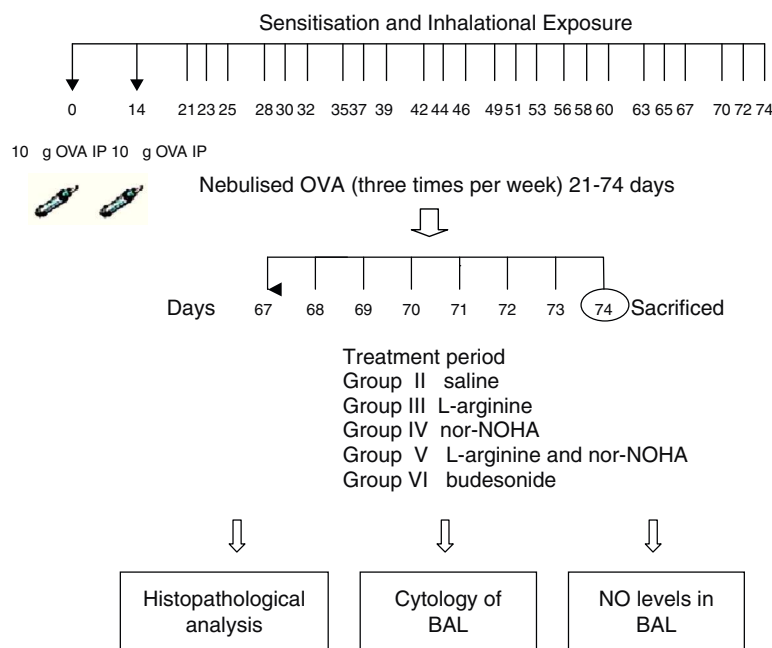 Sensitisation and Inhalational Exposure
0 14 21 23 25 28 30 32 35 37 39 42 44 46 49 51 53 56 58 60 63 65 67 70 72 74
10 g OVA IP 10 g OVA IP
Nebulised OVA (three times per week) 21-74 days
Days 67 68 69 70 71 72 73 74 Sacrificed
Treatment period
Group II saline
Group III L-arginine
Group IV nor-NOHA
Group V L-arginine and nor-NOHA
Group VI budesonide
Histopathological
analysis
Cytology of
BAL
NO levels in
BAL